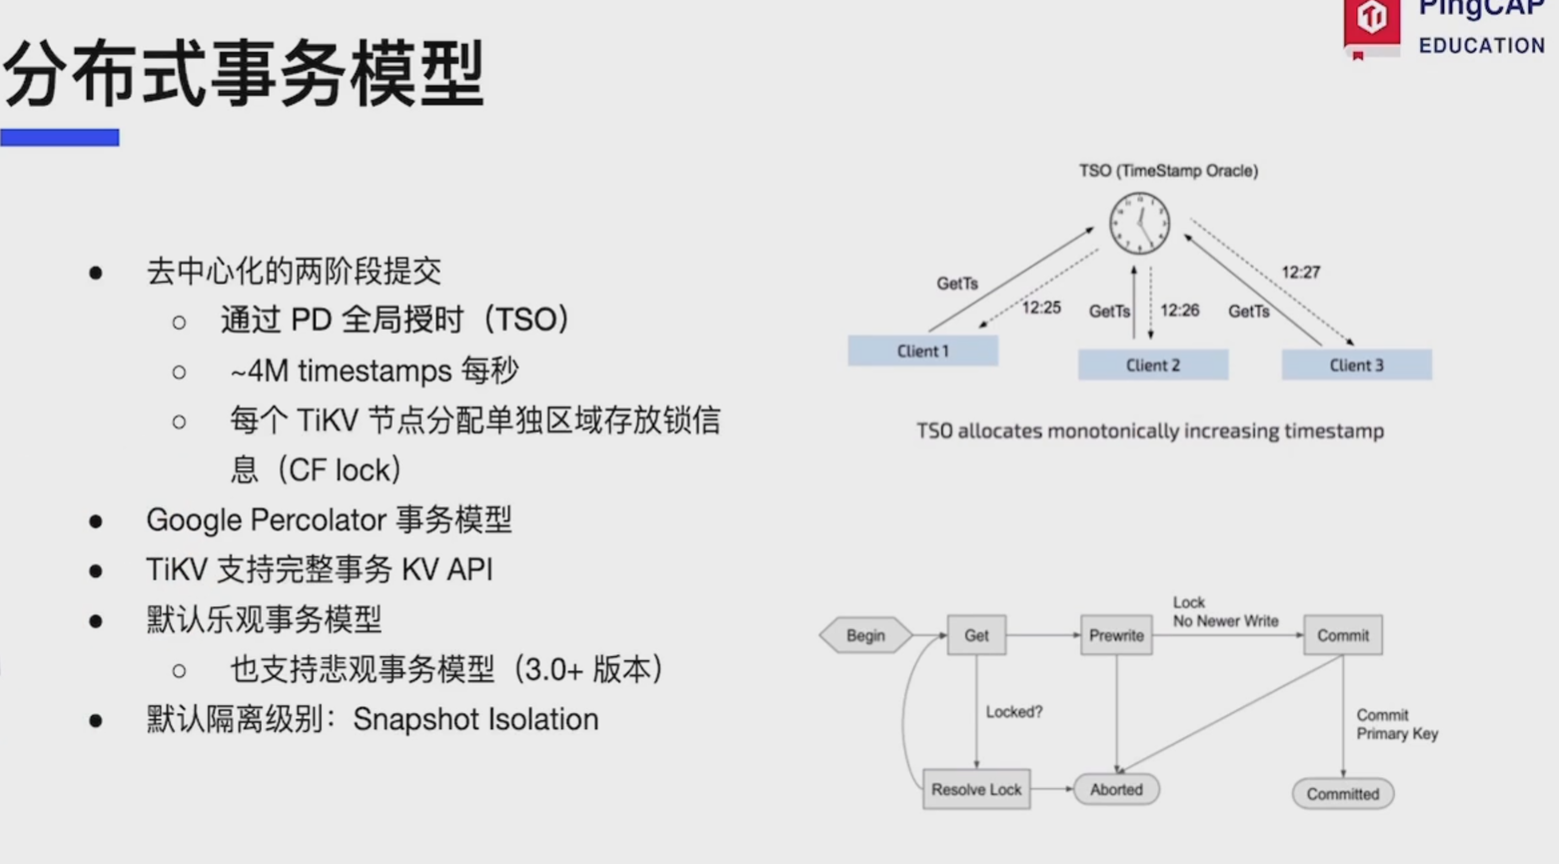 PingCAP
EDUCATION
分布式事务模型
● 去中心化的两阶段提交
○ 通过 PD 全局授时（TSO）
○ ~4M timestamps 每秒
○ 每个 TiKV 节点分配单独区域存放锁信
息（CF lock）
● Google Percolator 事务模型
● TiKV 支持完整事务 KV API
● 默认乐观事务模型
○ 也支持悲观事务模型（3.0+ 版本）
● 默认隔离级别：Snapshot Isolation
TSO (TimeStamp Oracle)
GetTs
12:25
GetTs
12:26
GetTs
12:27
Client 1
Client 2
Client 3
TSO allocates monotonically increasing timestamp
Begin
Get
Prewrite
Lock
No Newer Write
Commit
Locked?
Commit
Primary Key
Resolve Lock
Aborted
Committed